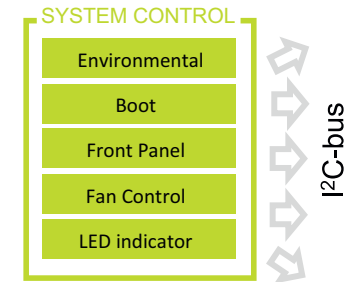 SYSTEM CONTROL
Environmental
Boot
Front Panel
Fan Control
LED indicator
I²C-bus